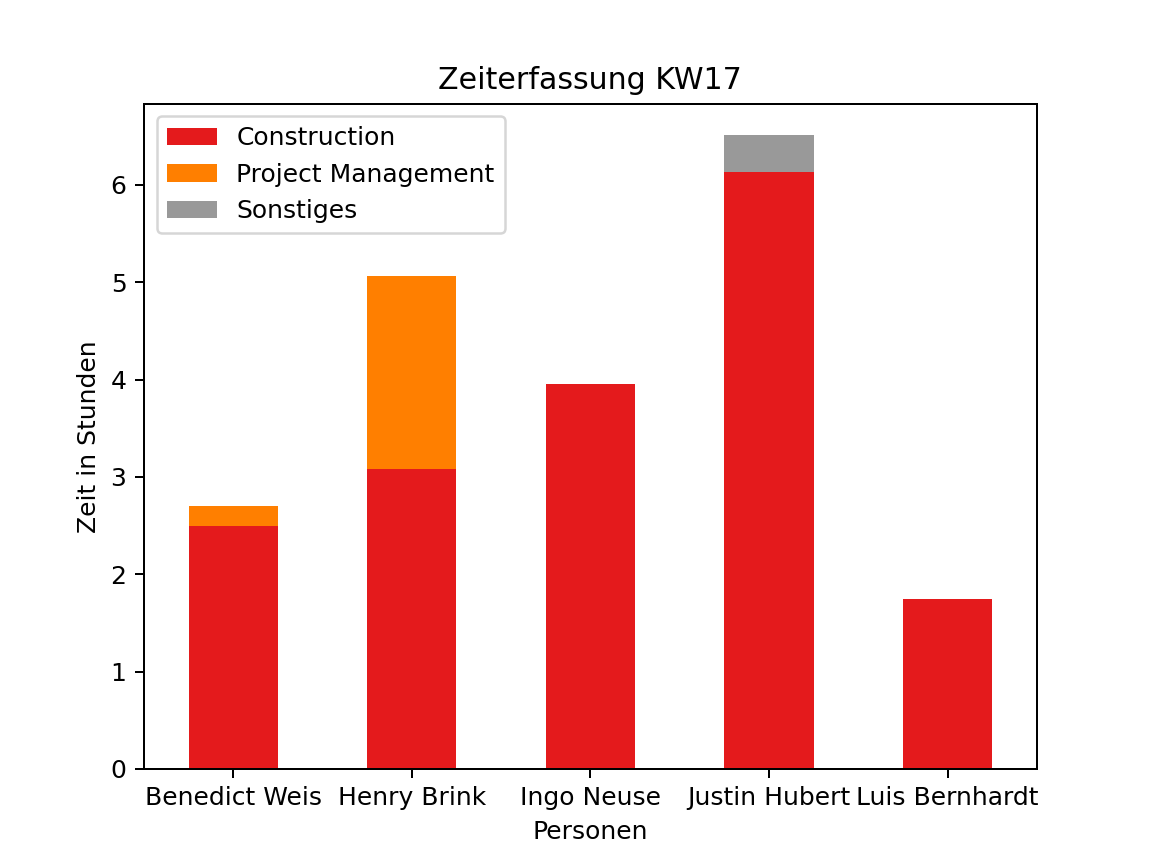 Zeiterfassung KW17
Construction
Project Management
Sonstiges
Zeit in Stunden
6
5
4
3
2
1
0
Benedict Weis Henry Brink Ingo Neuse Justin Hubert Luis Bernhardt
Personen